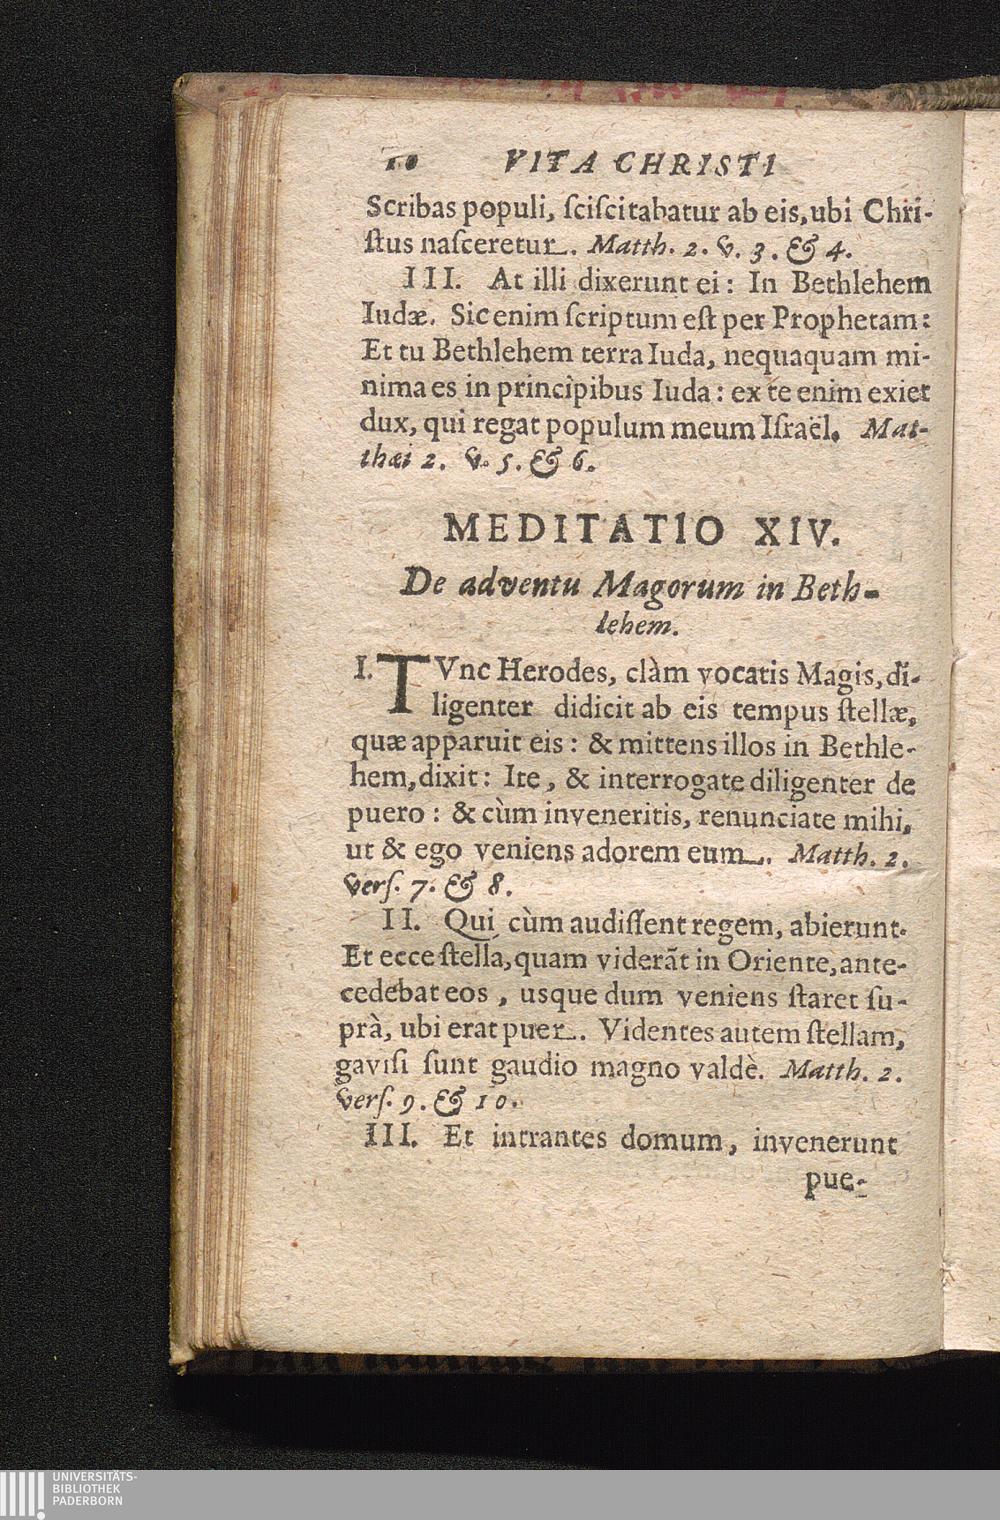 10 VITA CHRISTI
Scribas populi, ſciſcitabatur ab eis, ubi Chri-
ſtus naſceretur. Matth. 2. v. 3. & 4.
III. At illi dixerunt ei: In Bethlehem
Iudæ. Sic enim ſcriptum eſt per Prophetam:
Et tu Bethlehem terra Iuda, nequaquam mi-
nima es in principibus Iuda: ex te enim exiet
dux, qui regat populum meum Iſraël. Mat-
thæi 2. v. 5. & 6.
MEDITATIO XIV.
De adventu Magorum in Beth-
lehem.
I. TVnc Herodes, clàm vocatis Magis, di-
ligenter didicit ab eis tempus ſtellæ,
quæ apparuit eis: & mittens illos in Bethle-
hem, dixit: Ite, & interrogate diligenter de
puero: & cùm inveneritis, renunciate mihi,
ut & ego veniens adorem eum. Matth. 2.
verſ. 7. & 8.
II. Qui cùm audiſſent regem, abierunt.
Et ecce ſtella, quam viderãt in Oriente, ante-
cedebat eos, usque dum veniens ſtaret ſu-
prà, ubi erat puer. Videntes autem ſtellam,
gaviſi ſunt gaudio magno valdè. Matth. 2.
verſ. 9. & 10.
III. Et intrantes domum, invenerunt
pue-
UNIVERSITÄTS-
BIBLIOTHEK
PADERBORN